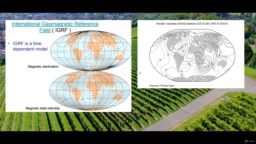 International Geomagnetic Reference
Field ( IGRF )
• IGRF is a time
dependent model
Magnetic declination
Magnetic total intensity